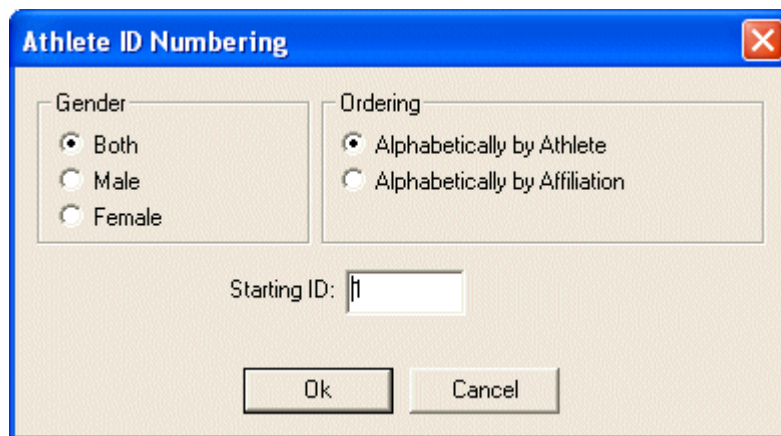 Athlete ID Numbering
Gender
Both
Male
Female
Ordering
Alphabetically by Athlete
Alphabetically by Affiliation
Starting ID: 1
Ok Cancel